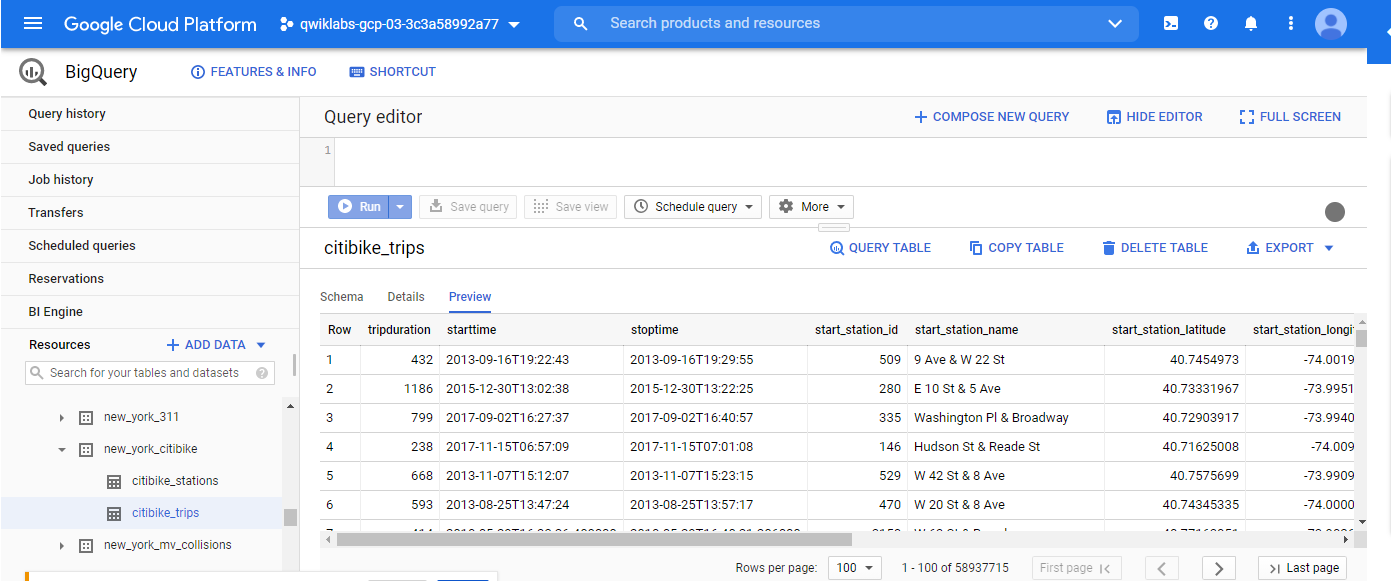 Google Cloud Platform qwiklabs-gcp-03-3c3a58992a77 Search products and resources
BigQuery FEATURES & INFO SHORTCUT
Query history
Saved queries
Job history
Transfers
Scheduled queries
Reservations
BI Engine
Resources ADD DATA
Search for your tables and datasets
new_york_311
new_york_citibike
citibike_stations
citibike_trips
new_york_mv_collisions
Query editor COMPOSE NEW QUERY HIDE EDITOR FULL SCREEN
1
Run Save query Save view Schedule query More
citibike_trips QUERY TABLE COPY TABLE DELETE TABLE EXPORT
Schema Details Preview
Row tripduration starttime stoptime start_station_id start_station_name start_station_latitude start_station_longi
1 432 2013-09-16T19:22:43 2013-09-16T19:29:55 509 9 Ave & W 22 St 40.7454973 -74.0019
2 1186 2015-12-30T13:02:38 2015-12-30T13:22:25 280 E 10 St & 5 Ave 40.73331967 -73.9951
3 799 2017-09-02T16:27:37 2017-09-02T16:40:57 335 Washington Pl & Broadway 40.72903917 -73.9940
4 238 2017-11-15T06:57:09 2017-11-15T07:01:08 146 Hudson St & Reade St 40.71625008 -74.009
5 668 2013-11-07T15:12:07 2013-11-07T15:23:15 529 W 42 St & 8 Ave 40.7575699 -73.9909
6 593 2013-08-25T13:47:24 2013-08-25T13:57:17 470 W 20 St & 8 Ave 40.74345335 -74.0000
Rows per page: 100 1 - 100 of 58937715 First page Last page